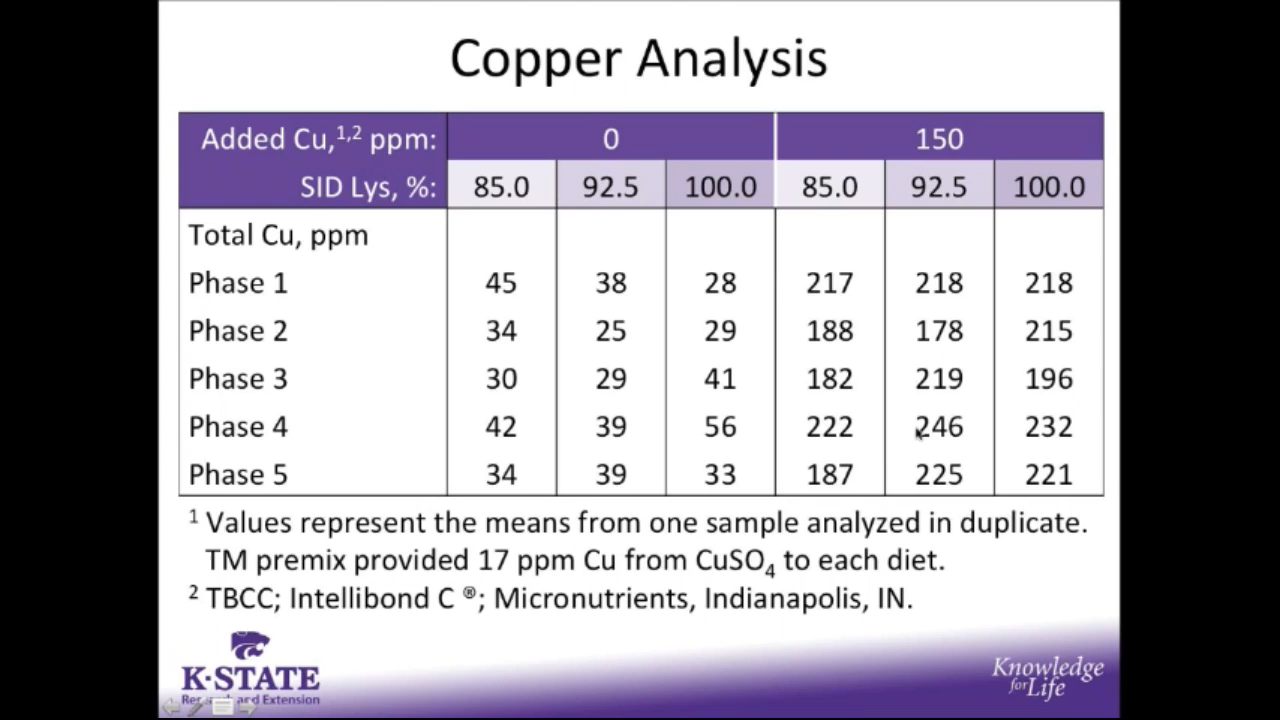 Copper Analysis
Added Cu,1,2 ppm: 0 150
SID Lys, %: 85.0 92.5 100.0 85.0 92.5 100.0
Total Cu, ppm
Phase 1 45 38 28 217 218 218
Phase 2 34 25 29 188 178 215
Phase 3 30 29 41 182 219 196
Phase 4 42 39 56 222 246 232
Phase 5 34 39 33 187 225 221
1 Values represent the means from one sample analyzed in duplicate.
TM premix provided 17 ppm Cu from CuSO4 to each diet.
2 TBCC; Intellibond C ®; Micronutrients, Indianapolis, IN.
K-STATE
Research and Extension
Knowledge
for Life